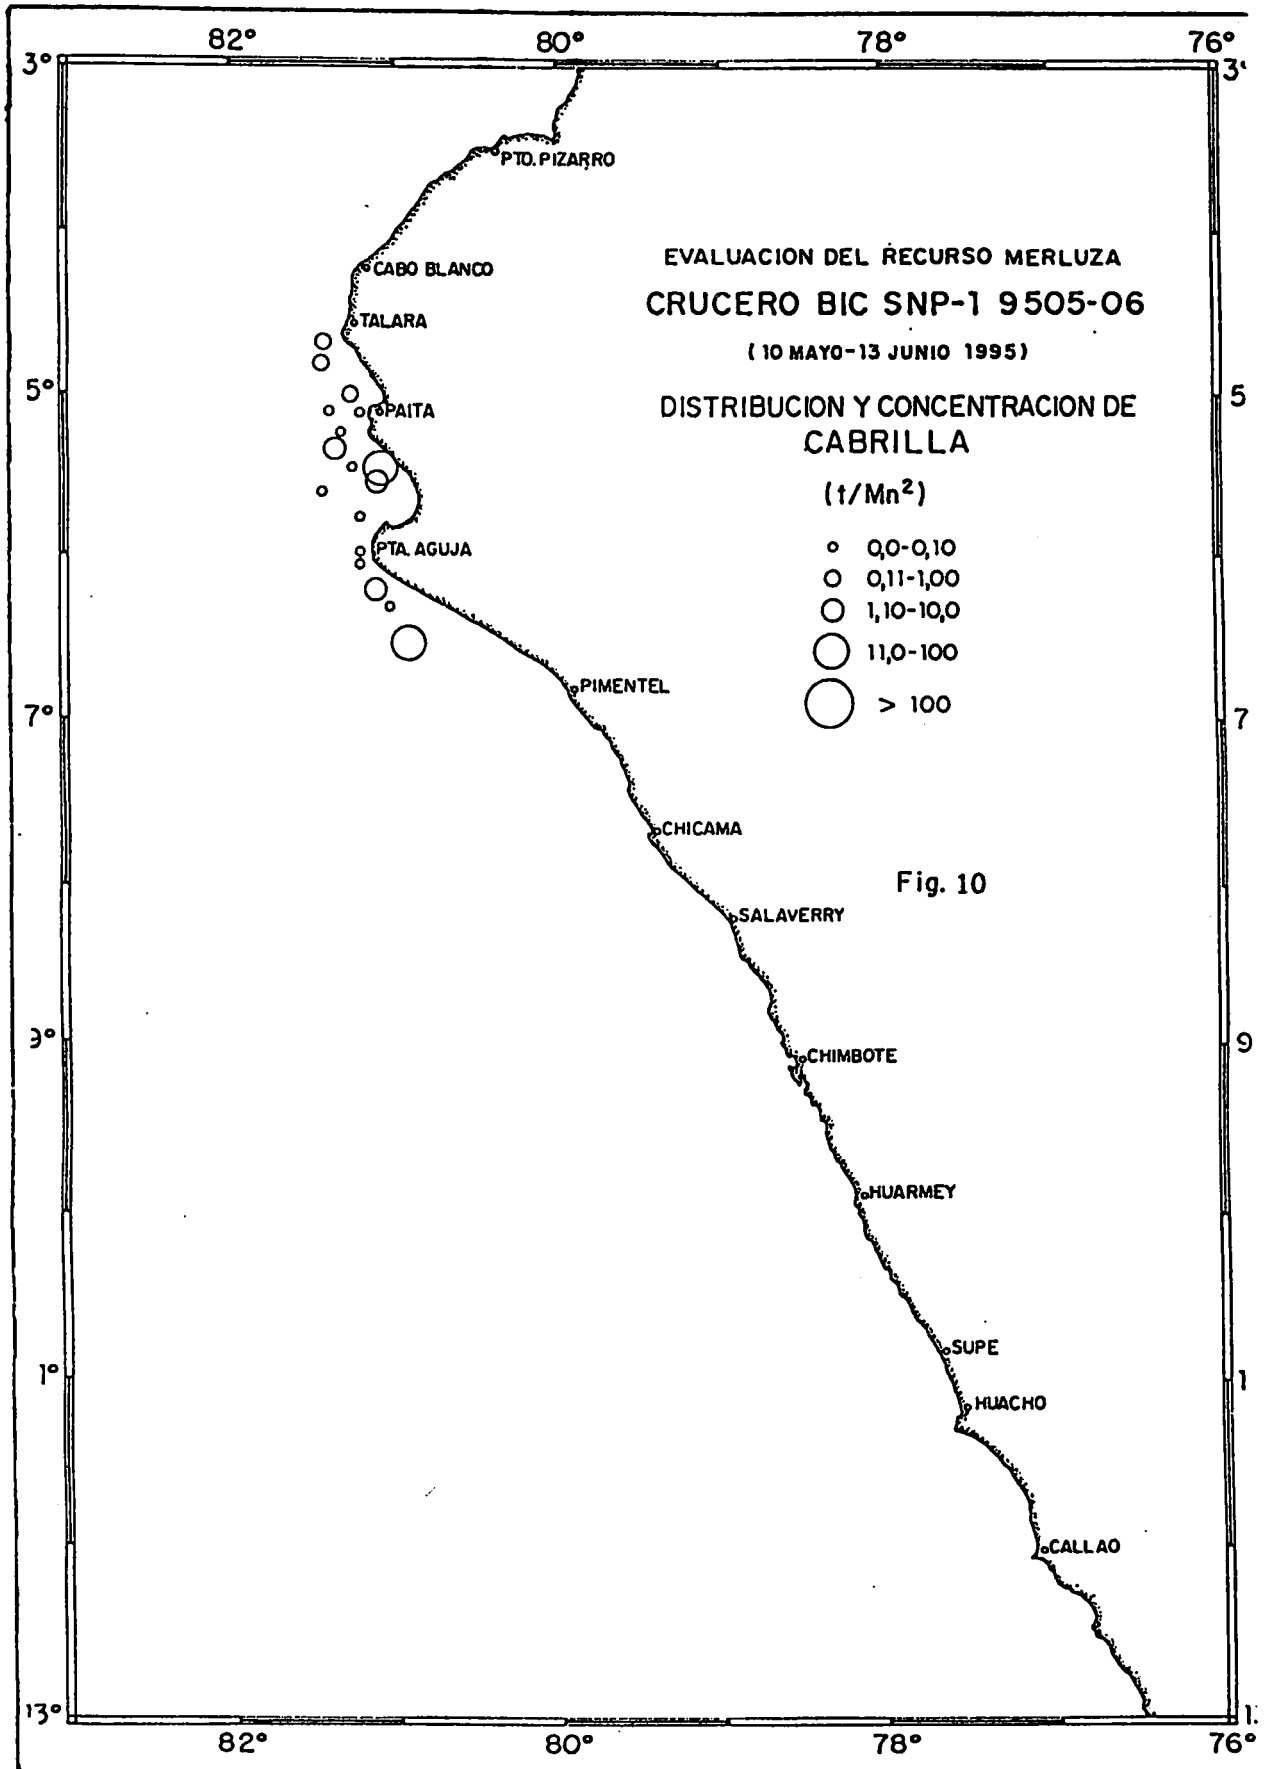 82° 80° 78° 76°
3° 3
PTO. PIZARRO
EVALUACION DEL RECURSO MERLUZA
CABO BLANCO
CRUCERO BIC SNP-1 9505-06
TALARA
(10 MAYO-13 JUNIO 1995)
5° 5
PAITA
DISTRIBUCION Y CONCENTRACION DE
CABRILLA
(t/Mn²)
PTA. AGUJA
0,0-0,10
0,11-1,00
1,10-10,0
11,0-100
> 100
PIMENTEL
7° 7
CHICAMA
Fig. 10
SALAVERRY
9° 9
CHIMBOTE
HUARMEY
SUPE
1° 1
HUACHO
CALLAO
13° 1
82° 80° 78° 76°